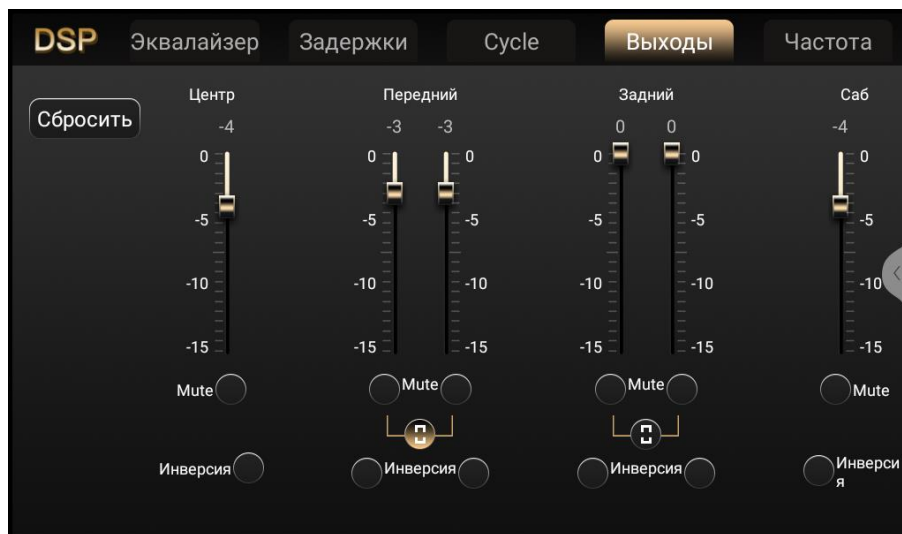 DSP Эквалайзер Задержки Cycle Выходы Частота
Центр Передний Задний Саб
Сбросить
-4 -3 -3 0 0 -4
0 0 0 0 0 0
-5 -5 -5 -5 -5 -5
-10 -10 -10 -10 -10 -10
-15 -15 -15 -15 -15 -15
Mute Mute Mute Mute
Инверсия Инверсия Инверсия Инверси
я